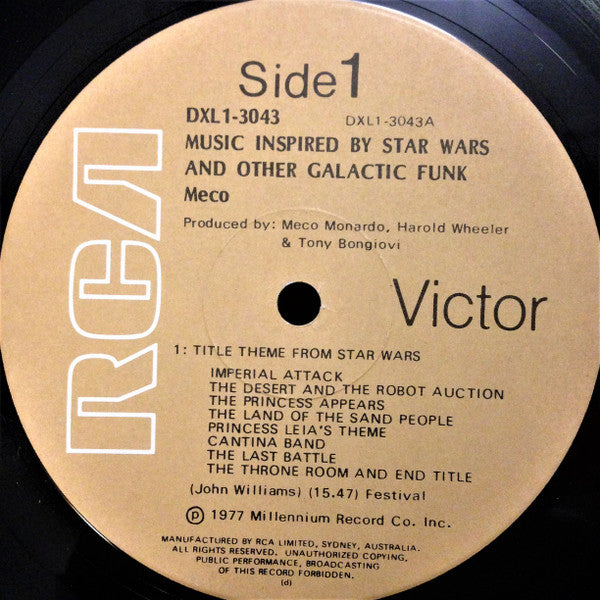 Side 1
DXL1-3043 DXL1-3043A
MUSIC INSPIRED BY STAR WARS
AND OTHER GALACTIC FUNK
Meco
Produced by: Meco Monardo, Harold Wheeler
& Tony Bongiovi
RCA
Victor
1: TITLE THEME FROM STAR WARS
IMPERIAL ATTACK
THE DESERT AND THE ROBOT AUCTION
THE PRINCESS APPEARS
THE LAND OF THE SAND PEOPLE
PRINCESS LEIA'S THEME
CANTINA BAND
THE LAST BATTLE
THE THRONE ROOM AND END TITLE
(John Williams) (15.47) Festival
℗ 1977 Millennium Record Co. Inc.
MANUFACTURED BY RCA LIMITED, SYDNEY, AUSTRALIA.
ALL RIGHTS RESERVED. UNAUTHORIZED COPYING,
PUBLIC PERFORMANCE, BROADCASTING
OF THIS RECORD FORBIDDEN.
(d)